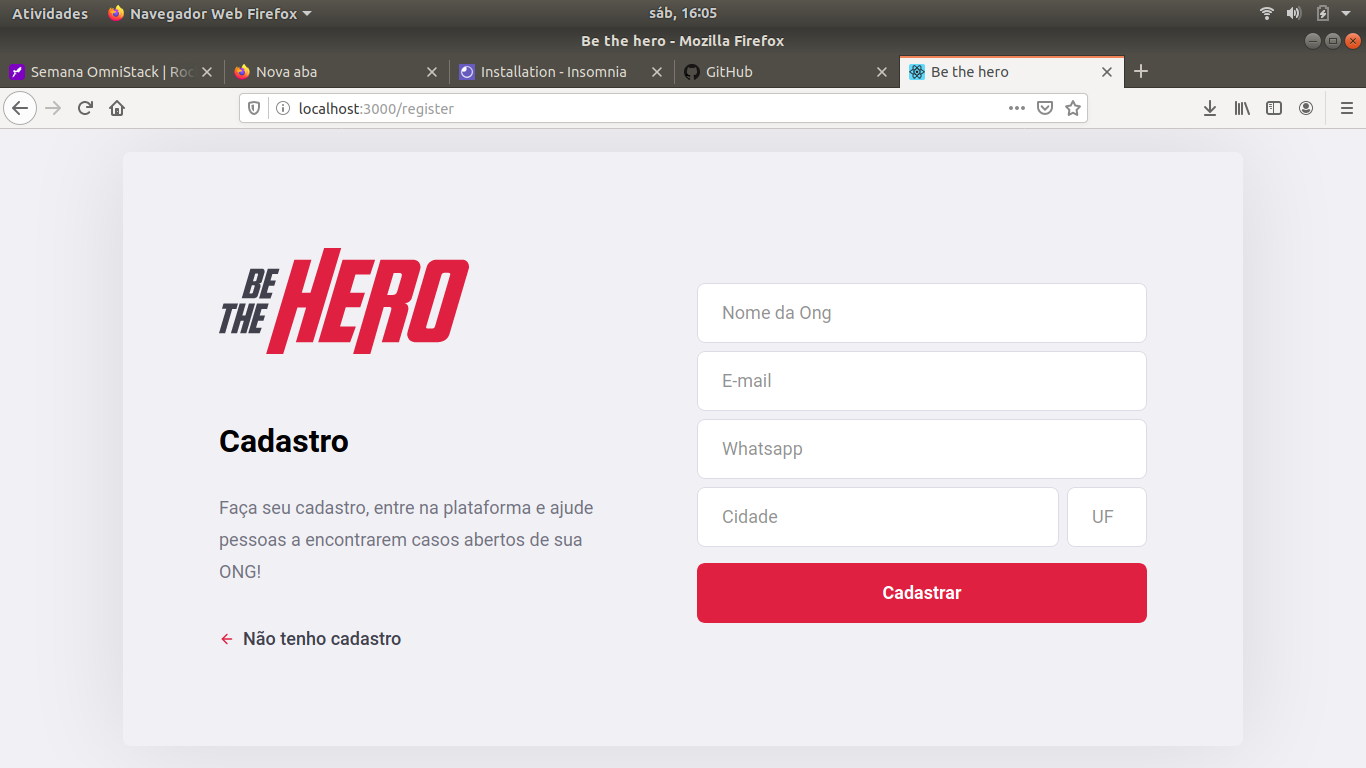 Atividades Navegador Web Firefox sáb, 16:05
Be the hero - Mozilla Firefox
Semana OmniStack | Roc Nova aba Installation - Insomnia GitHub Be the hero
localhost:3000/register
BE
THE
HERO
Cadastro
Faça seu cadastro, entre na plataforma e ajude
pessoas a encontrarem casos abertos de sua
ONG!
Não tenho cadastro
Nome da Ong
E-mail
Whatsapp
Cidade UF
Cadastrar